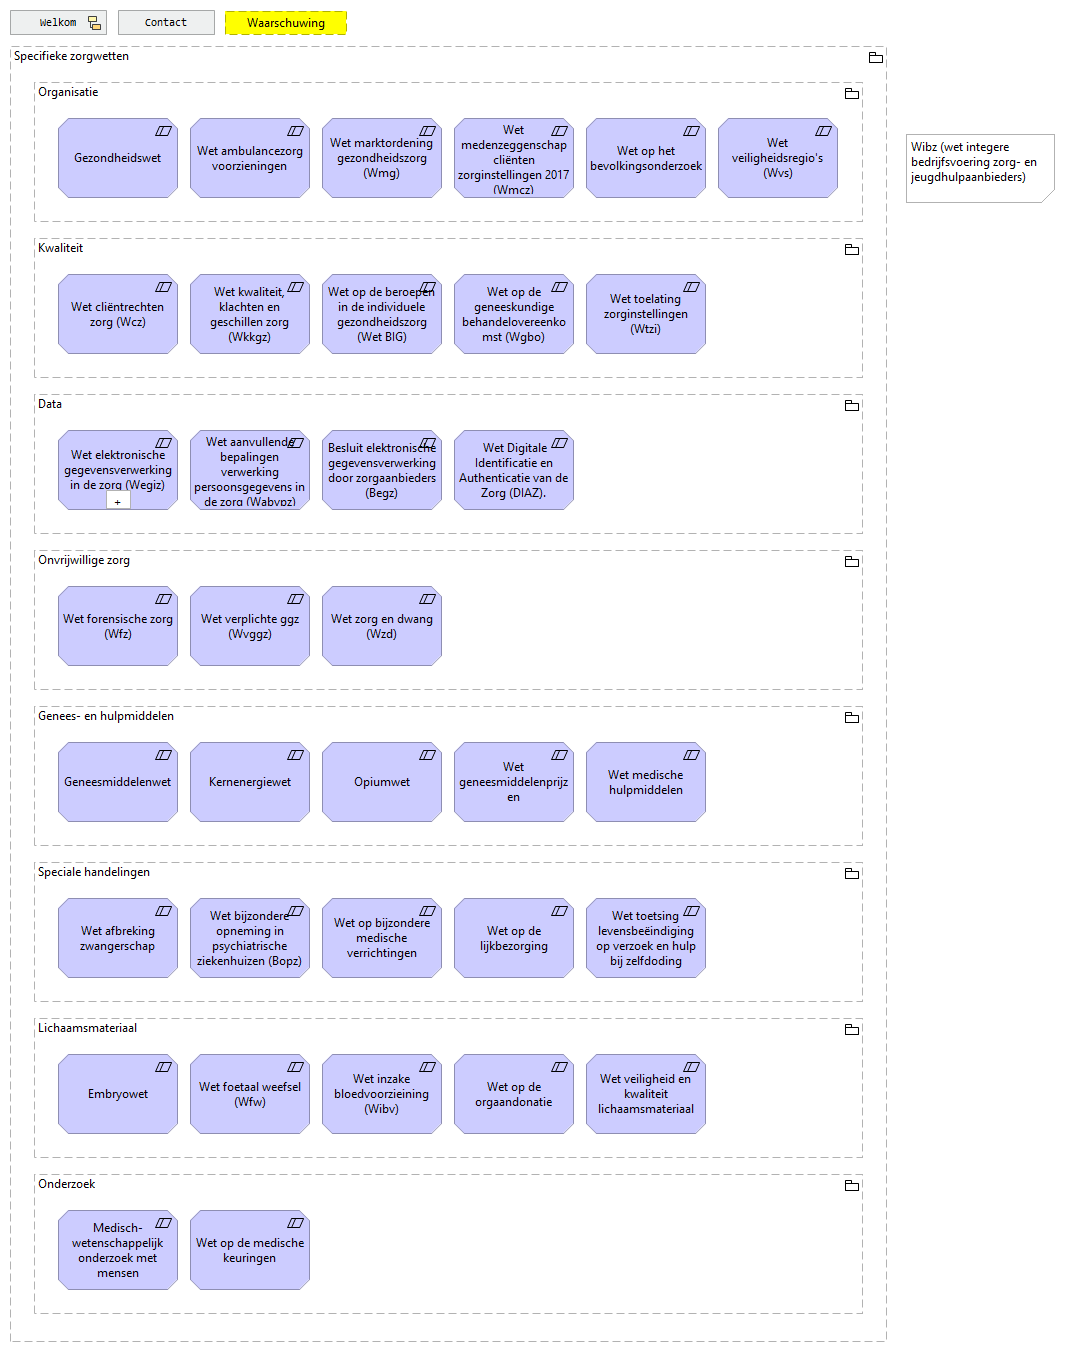 Welkom
Contact
Waarschuwing
Specifieke zorgwetten
Organisatie
Gezondheidswet
Wet ambulancezorg
voorzieningen
Wet marktordening
gezondheidszorg
(Wmg)
Wet
medenzeggenschap
cliënten
zorginstellingen 2017
(Wmcz)
Wet op het
bevolkingsonderzoek
Wet
veiligheidsregio's
(Wvs)
Wibz (wet integere
bedrijfsvoering zorg- en
jeugdhulpaanbieders)
Kwaliteit
Wet cliëntrechten
zorg (Wcz)
Wet kwaliteit,
klachten en
geschillen zorg
(Wkkgz)
Wet op de beroepen
in de individuele
gezondheidszorg
(Wet BIG)
Wet op de
geneeskundige
behandelovereenko
mst (Wgbo)
Wet toelating
zorginstellingen
(Wtzi)
Data
Wet elektronische
gegevensverwerking
in de zorg (Wegiz)
+
Wet aanvullende
bepalingen
verwerking
persoonsgegevens in
de zorg (Wabvpz)
Besluit elektronische
gegevensverwerking
door zorgaanbieders
(Begz)
Wet Digitale
Identificatie en
Authenticatie van de
Zorg (DIAZ).
Onvrijwillige zorg
Wet forensische zorg
(Wfz)
Wet verplichte ggz
(Wvggz)
Wet zorg en dwang
(Wzd)
Genees- en hulpmiddelen
Geneesmiddelenwet
Kernenergiewet
Opiumwet
Wet
geneesmiddelenprijz
en
Wet medische
hulpmiddelen
Speciale handelingen
Wet afbreking
zwangerschap
Wet bijzondere
opneming in
psychiatrische
ziekenhuizen (Bopz)
Wet op bijzondere
medische
verrichtingen
Wet op de
lijkbezorging
Wet toetsing
levensbeëindiging
op verzoek en hulp
bij zelfdoding
Lichaamsmateriaal
Embryowet
Wet foetaal weefsel
(Wfw)
Wet inzake
bloedvoorzieining
(Wibv)
Wet op de
orgaandonatie
Wet veiligheid en
kwaliteit
lichaamsmateriaal
Onderzoek
Medisch-
wetenschappelijk
onderzoek met
mensen
Wet op de medische
keuringen